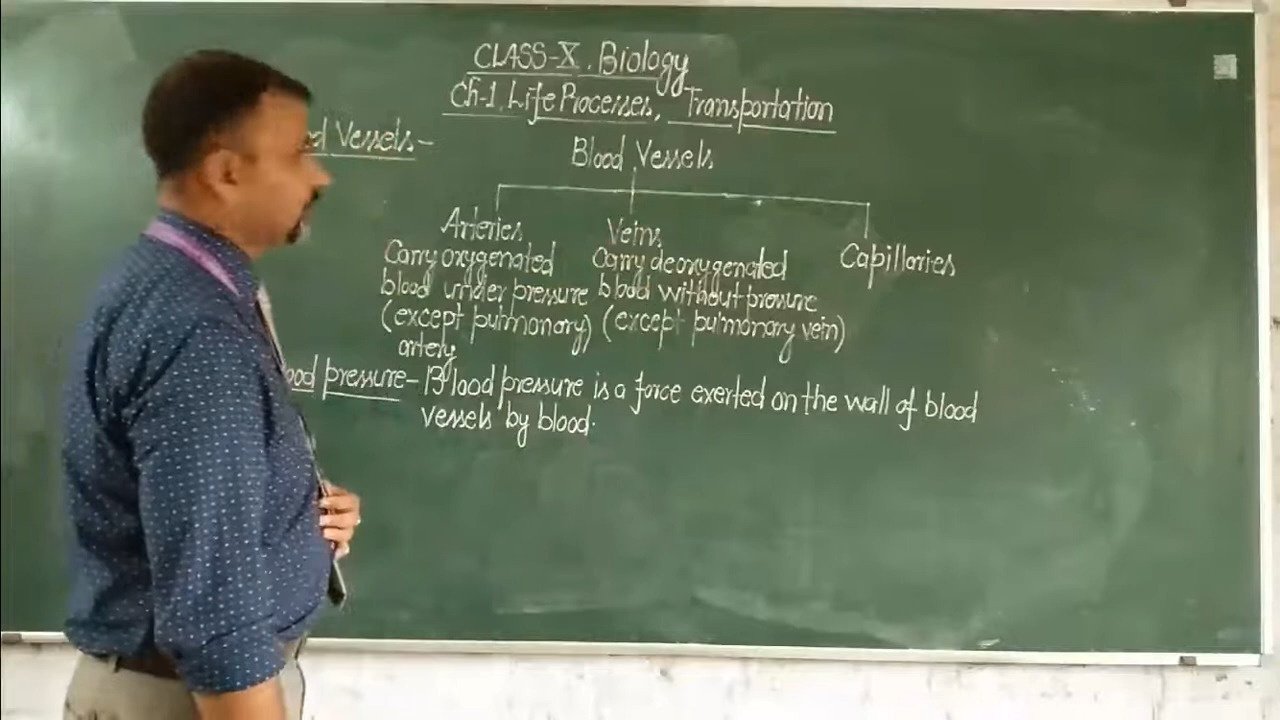 CLASS-X. Biology
Ch-1, Life Processes, Transportation
od Vessels-
Blood Vessels
Arteries
Carry oxygenated
blood under pressure
(except pulmonary)
artery
Veins
Carry deoxygenated
blood without pressure
(except pulmonary vein)
Capillaries
ood pressure- Blood pressure is a force exerted on the wall of blood
vessels by blood.